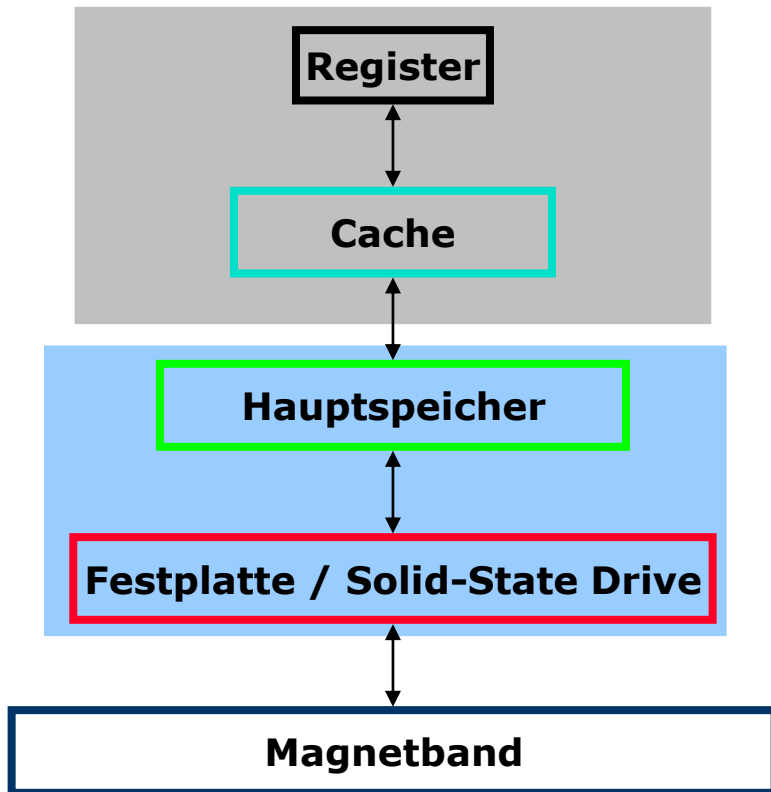 Register
Cache
Hauptspeicher
Festplatte / Solid-State Drive
Magnetband